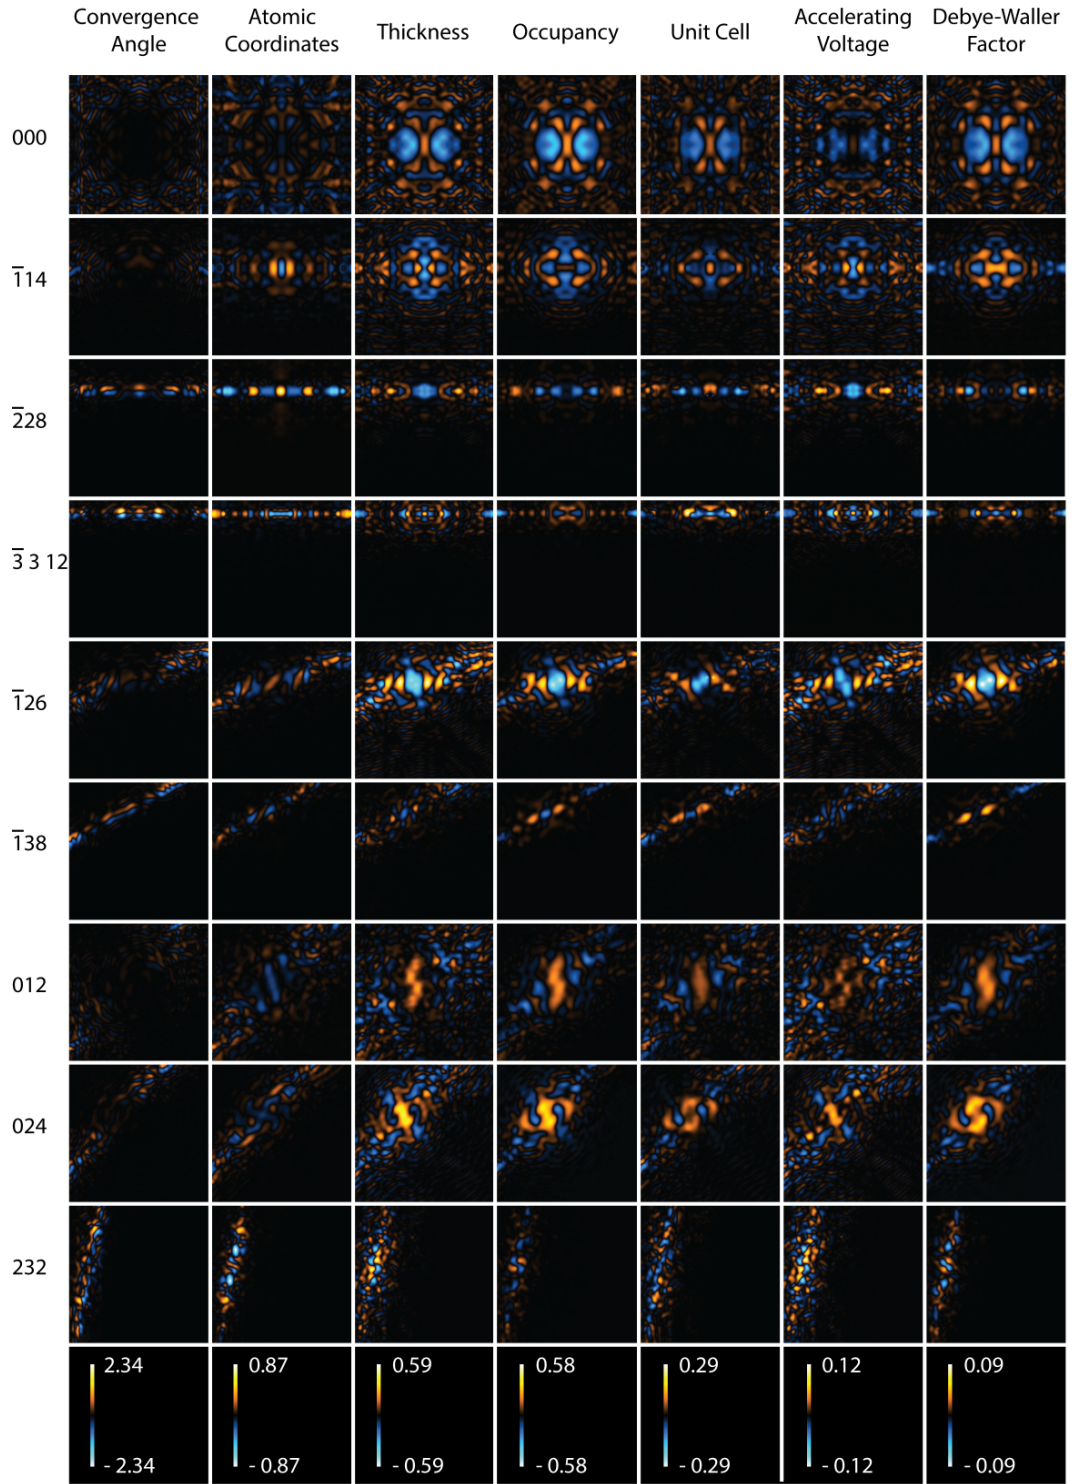 Convergence Angle
Atomic Coordinates
Thickness
Occupancy
Unit Cell
Accelerating Voltage
Debye-Waller Factor
000
1̅14
2̅28
3̅ 3 12
1̅26
1̅38
012
024
232
2.34 0.87 0.59 0.58 0.29 0.12 0.09
- 2.34 - 0.87 - 0.59 - 0.58 - 0.29 - 0.12 - 0.09